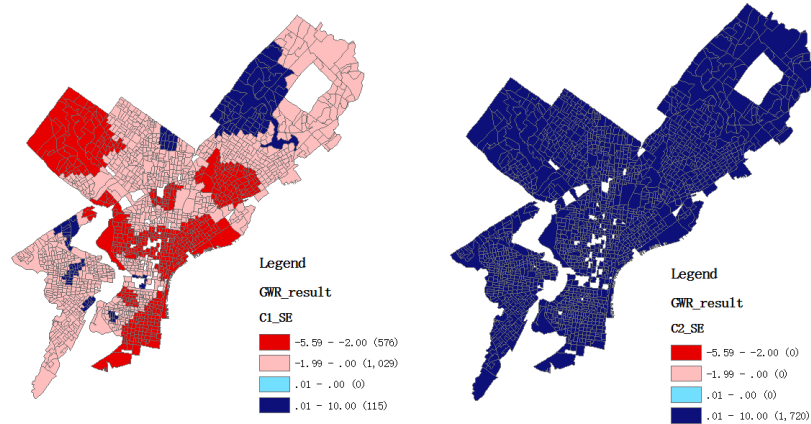 Legend
GWR_result
C1_SE
-5.59 - -2.00 (576)
-1.99 - .00 (1,029)
.01 - .00 (0)
.01 - 10.00 (115)
Legend
GWR_result
C2_SE
-5.59 - -2.00 (0)
-1.99 - .00 (0)
.01 - .00 (0)
.01 - 10.00 (1,720)